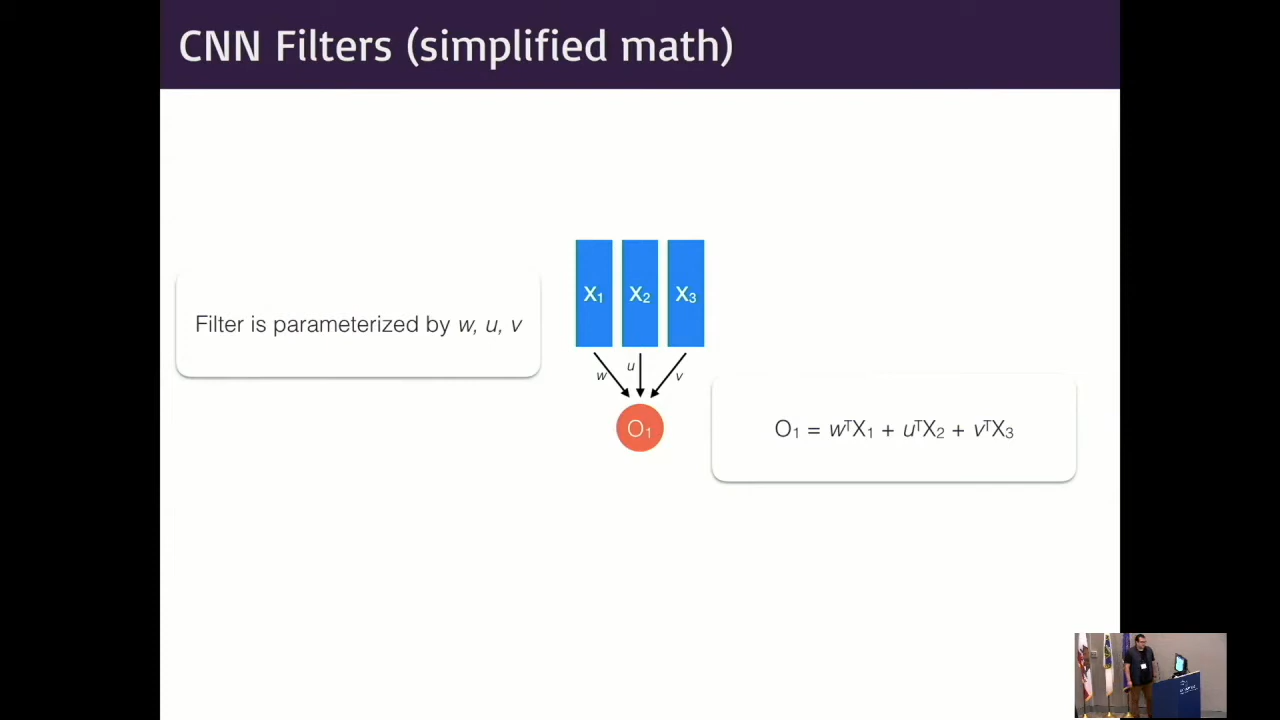 CNN Filters (simplified math)
X₁ X₂ X₃
Filter is parameterized by w, u, v
w u v
O₁
O₁ = wᵀX₁ + uᵀX₂ + vᵀX₃